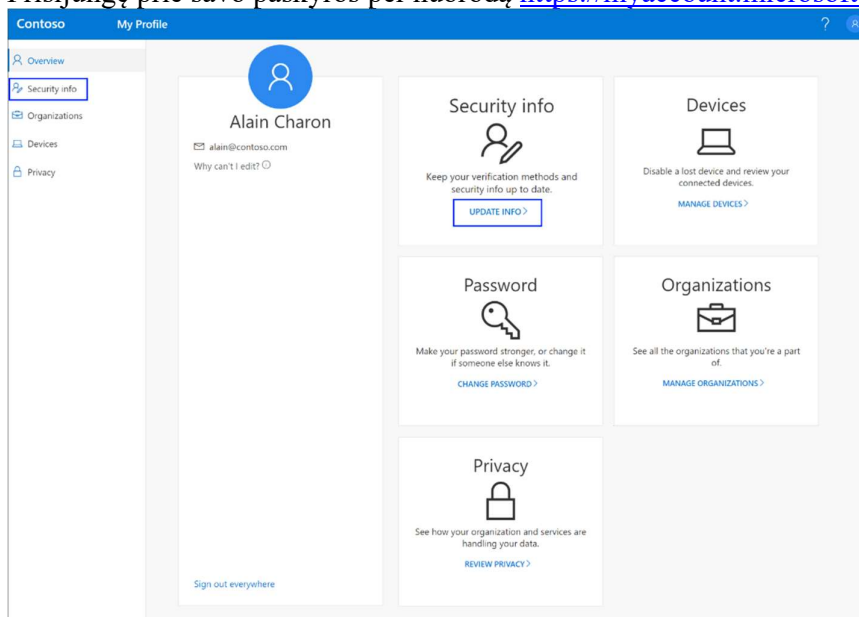 Prisijungę prie savo paskyros per nuorodą https://myaccount.microsoft
Contoso My Profile ?
Overview
Security info
Organizations
Devices
Privacy
Alain Charon
alain@contoso.com
Why can't I edit?
Sign out everywhere
Security info
Keep your verification methods and
security info up to date.
UPDATE INFO >
Devices
Disable a lost device and review your
connected devices.
MANAGE DEVICES >
Password
Make your password stronger, or change it
if someone else knows it.
CHANGE PASSWORD >
Organizations
See all the organizations that you're a part
of.
MANAGE ORGANIZATIONS >
Privacy
See how your organization and services are
handling your data.
REVIEW PRIVACY >